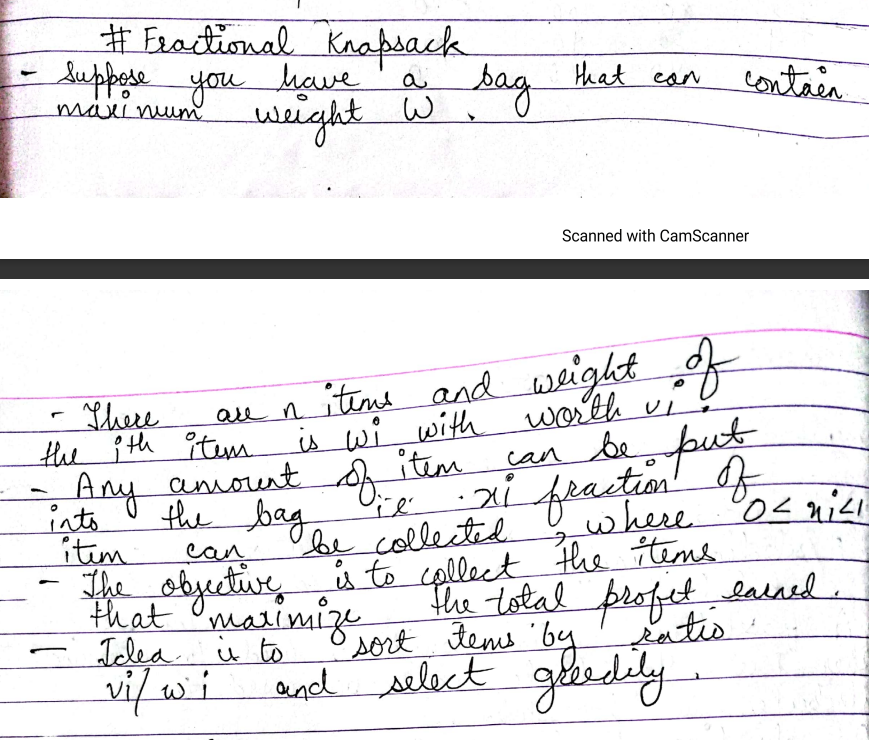 # Fractional Knapsack
- Suppose you have a bag that can contain
maximum weight W.
Scanned with CamScanner
- There are n items and weight of
the ith item is wi with worth vi.
- Any amount of item can be put
into the bag i.e. xi fraction of
item can be collected, where 0≤xi≤1
- The objective is to collect the items
that maximize the total profit earned.
- Idea is to sort items by ratio
vi/wi and select greedily.